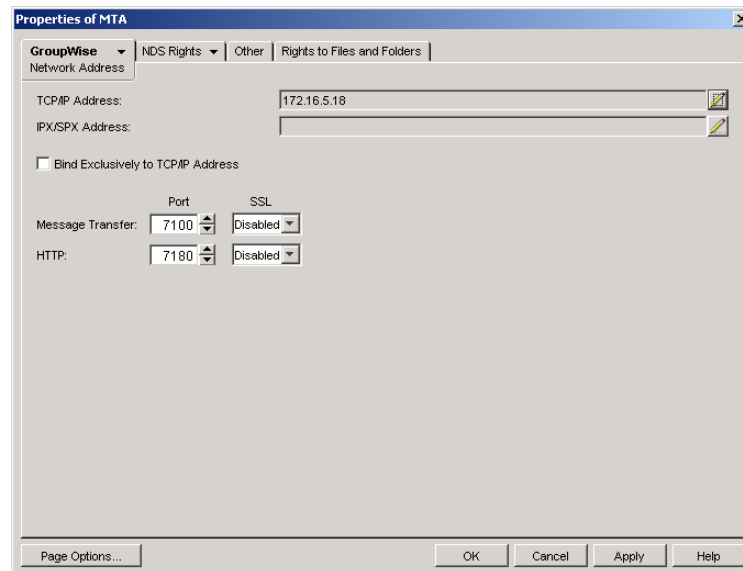 Properties of MTA
GroupWise NDS Rights Other Rights to Files and Folders
Network Address
TCP/IP Address: 172.16.5.18
IPX/SPX Address:
Bind Exclusively to TCP/IP Address
Port SSL
Message Transfer: 7100 Disabled
HTTP: 7180 Disabled
Page Options... OK Cancel Apply Help